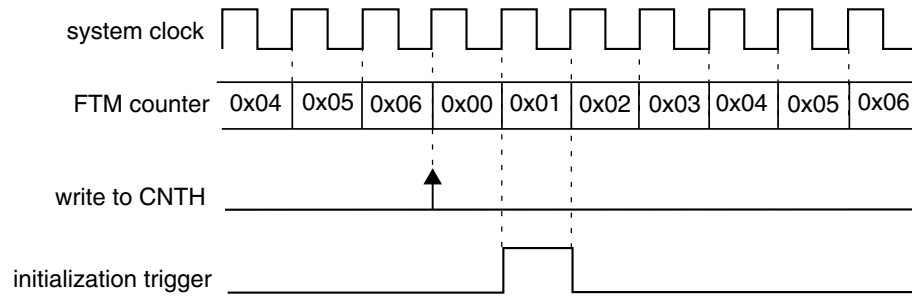 system clock
FTM counter 0x04 0x05 0x06 0x00 0x01 0x02 0x03 0x04 0x05 0x06
write to CNTH
initialization trigger